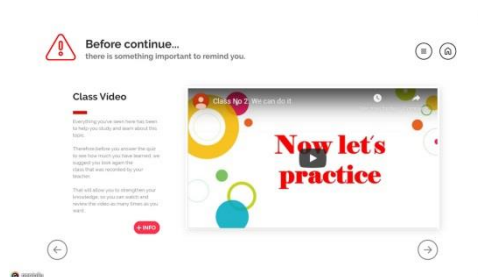 Before continue...
there is something important to remind you.
Class Video
Everything you've seen here has been
to help you study and learn about this
topic.
Therefore before you answer the quiz
to see how much you have learned, we
suggest you look again the
class that was recorded by your
teacher.
That will allow you to strengthen your
knowledge, so you can watch and
review the video as many times as you
want.
+ INFO
Class No 2. We can do it.
Now let's
practice